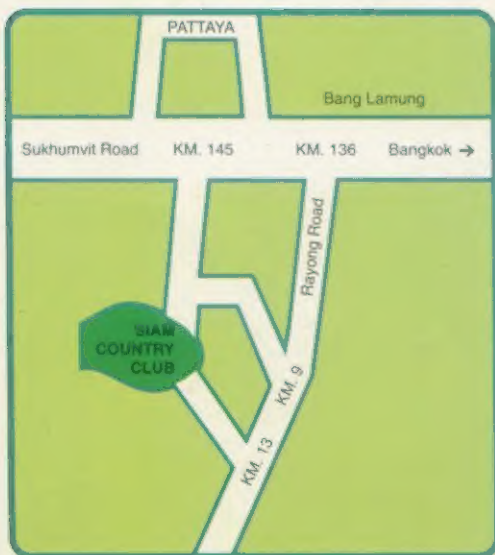 PATTAYA
Bang Lamung
Sukhumvit Road KM. 145 KM. 136 Bangkok →
Rayong Road
SIAM
COUNTRY
CLUB
KM. 9
KM. 13